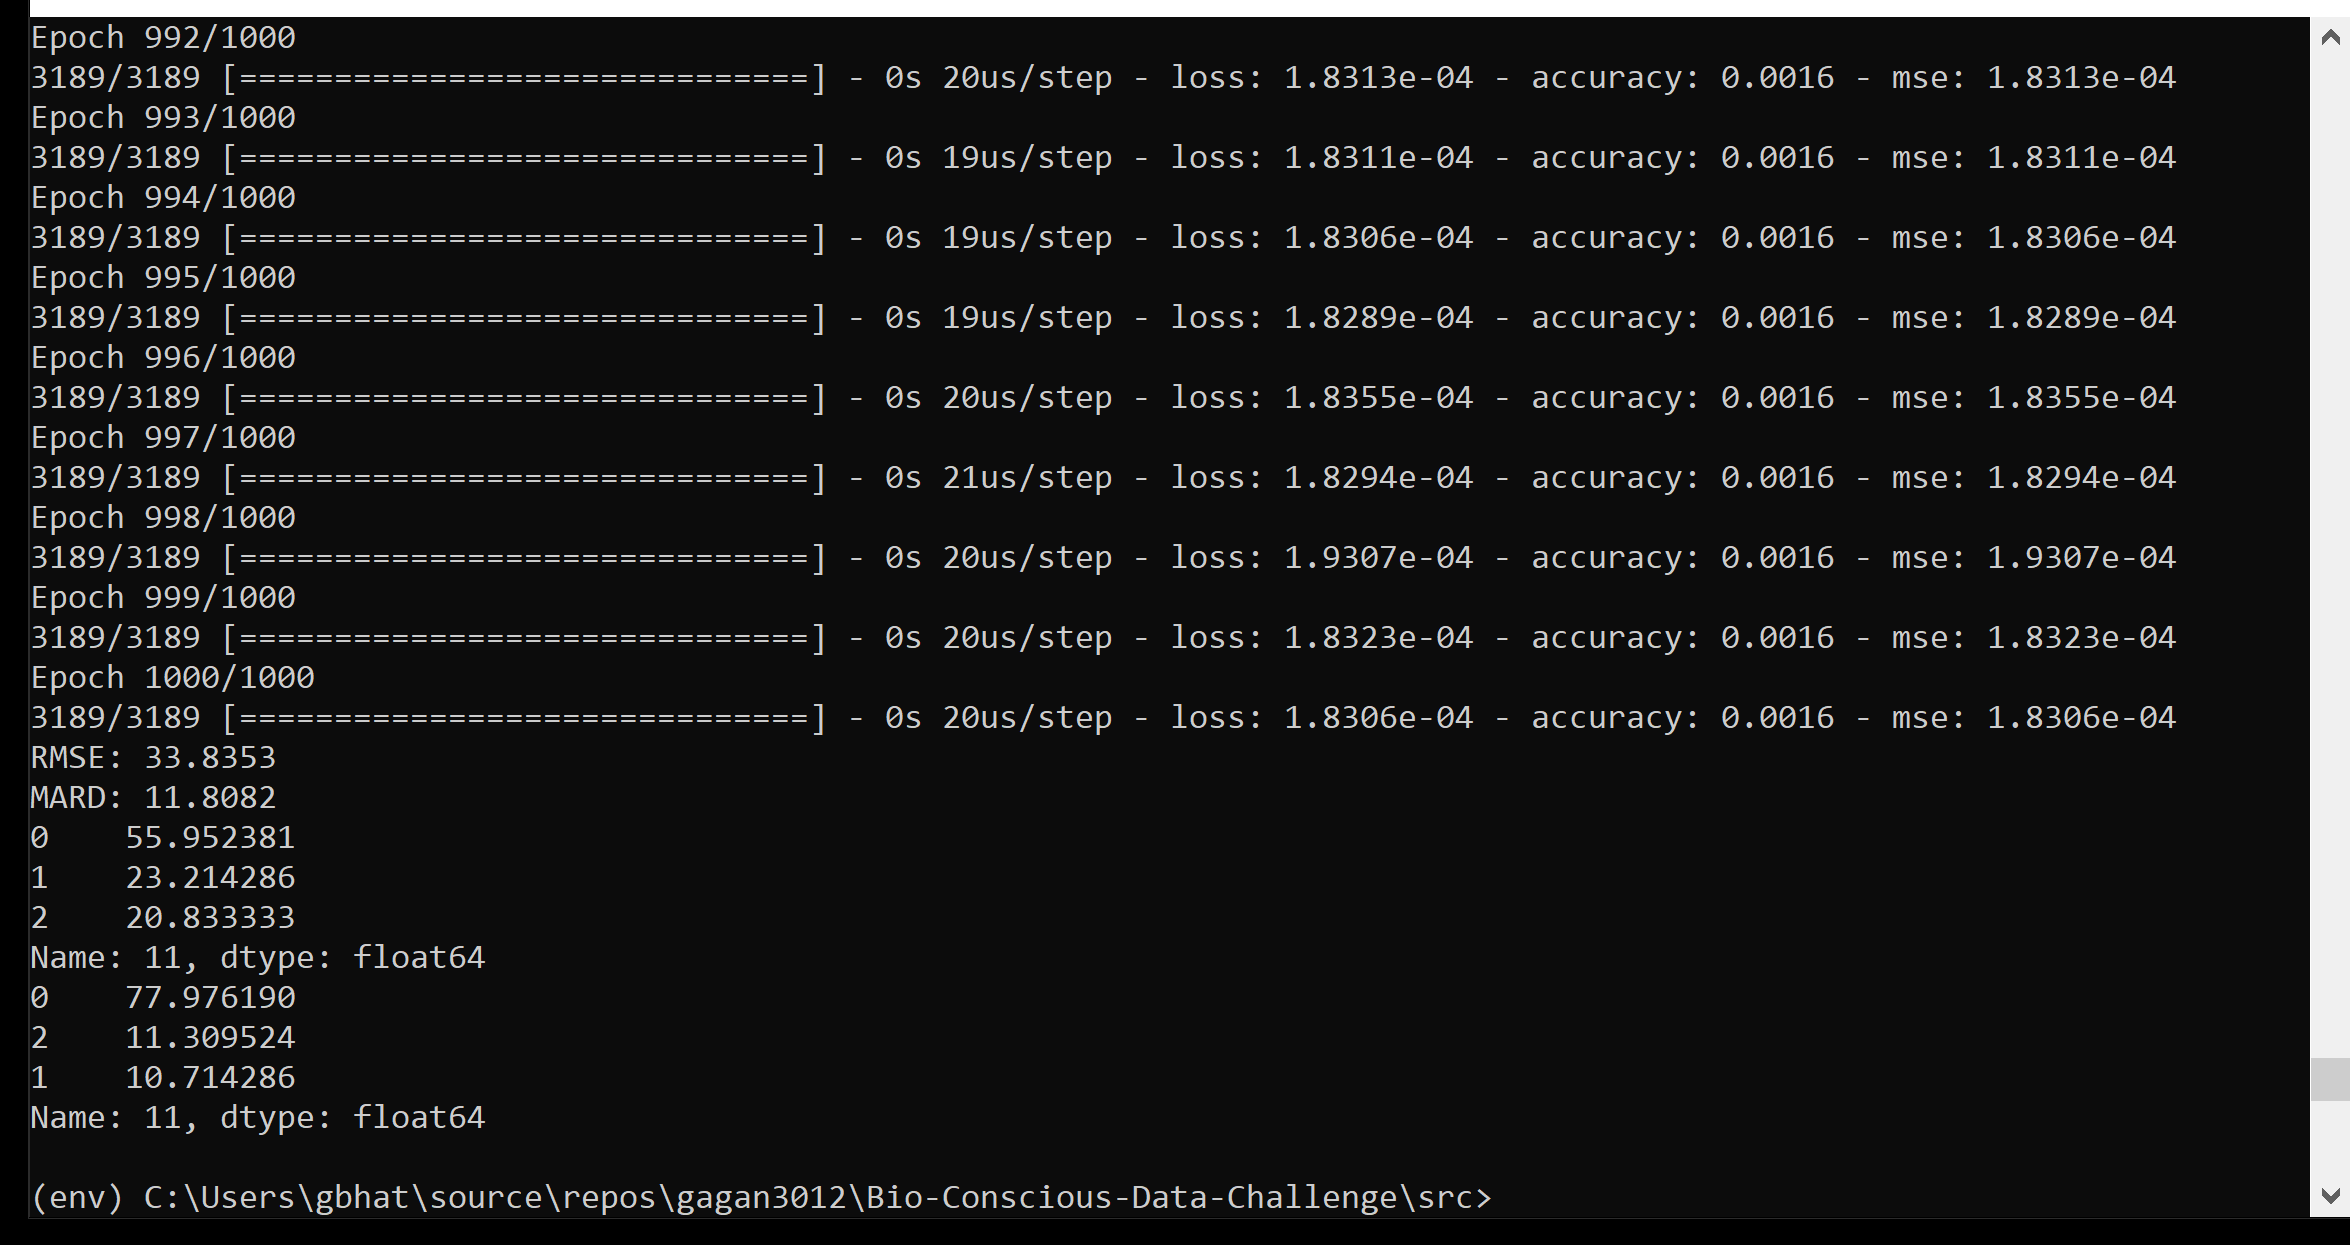 Epoch 992/1000
3189/3189 [==============================] - 0s 20us/step - loss: 1.8313e-04 - accuracy: 0.0016 - mse: 1.8313e-04
Epoch 993/1000
3189/3189 [==============================] - 0s 19us/step - loss: 1.8311e-04 - accuracy: 0.0016 - mse: 1.8311e-04
Epoch 994/1000
3189/3189 [==============================] - 0s 19us/step - loss: 1.8306e-04 - accuracy: 0.0016 - mse: 1.8306e-04
Epoch 995/1000
3189/3189 [==============================] - 0s 19us/step - loss: 1.8289e-04 - accuracy: 0.0016 - mse: 1.8289e-04
Epoch 996/1000
3189/3189 [==============================] - 0s 20us/step - loss: 1.8355e-04 - accuracy: 0.0016 - mse: 1.8355e-04
Epoch 997/1000
3189/3189 [==============================] - 0s 21us/step - loss: 1.8294e-04 - accuracy: 0.0016 - mse: 1.8294e-04
Epoch 998/1000
3189/3189 [==============================] - 0s 20us/step - loss: 1.9307e-04 - accuracy: 0.0016 - mse: 1.9307e-04
Epoch 999/1000
3189/3189 [==============================] - 0s 20us/step - loss: 1.8323e-04 - accuracy: 0.0016 - mse: 1.8323e-04
Epoch 1000/1000
3189/3189 [==============================] - 0s 20us/step - loss: 1.8306e-04 - accuracy: 0.0016 - mse: 1.8306e-04
RMSE: 33.8353
MARD: 11.8082
0    55.952381
1    23.214286
2    20.833333
Name: 11, dtype: float64
0    77.976190
2    11.309524
1    10.714286
Name: 11, dtype: float64
(env) C:\Users\gbhat\source\repos\gagan3012\Bio-Conscious-Data-Challenge\src>